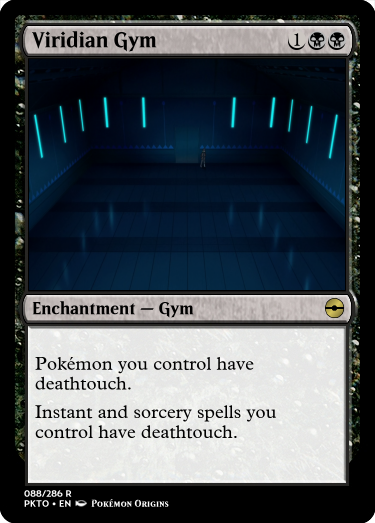 Viridian Gym 1
Enchantment — Gym
Pokémon you control have
deathtouch.
Instant and sorcery spells you
control have deathtouch.
088/286 R
PKTO • EN Pokémon Origins